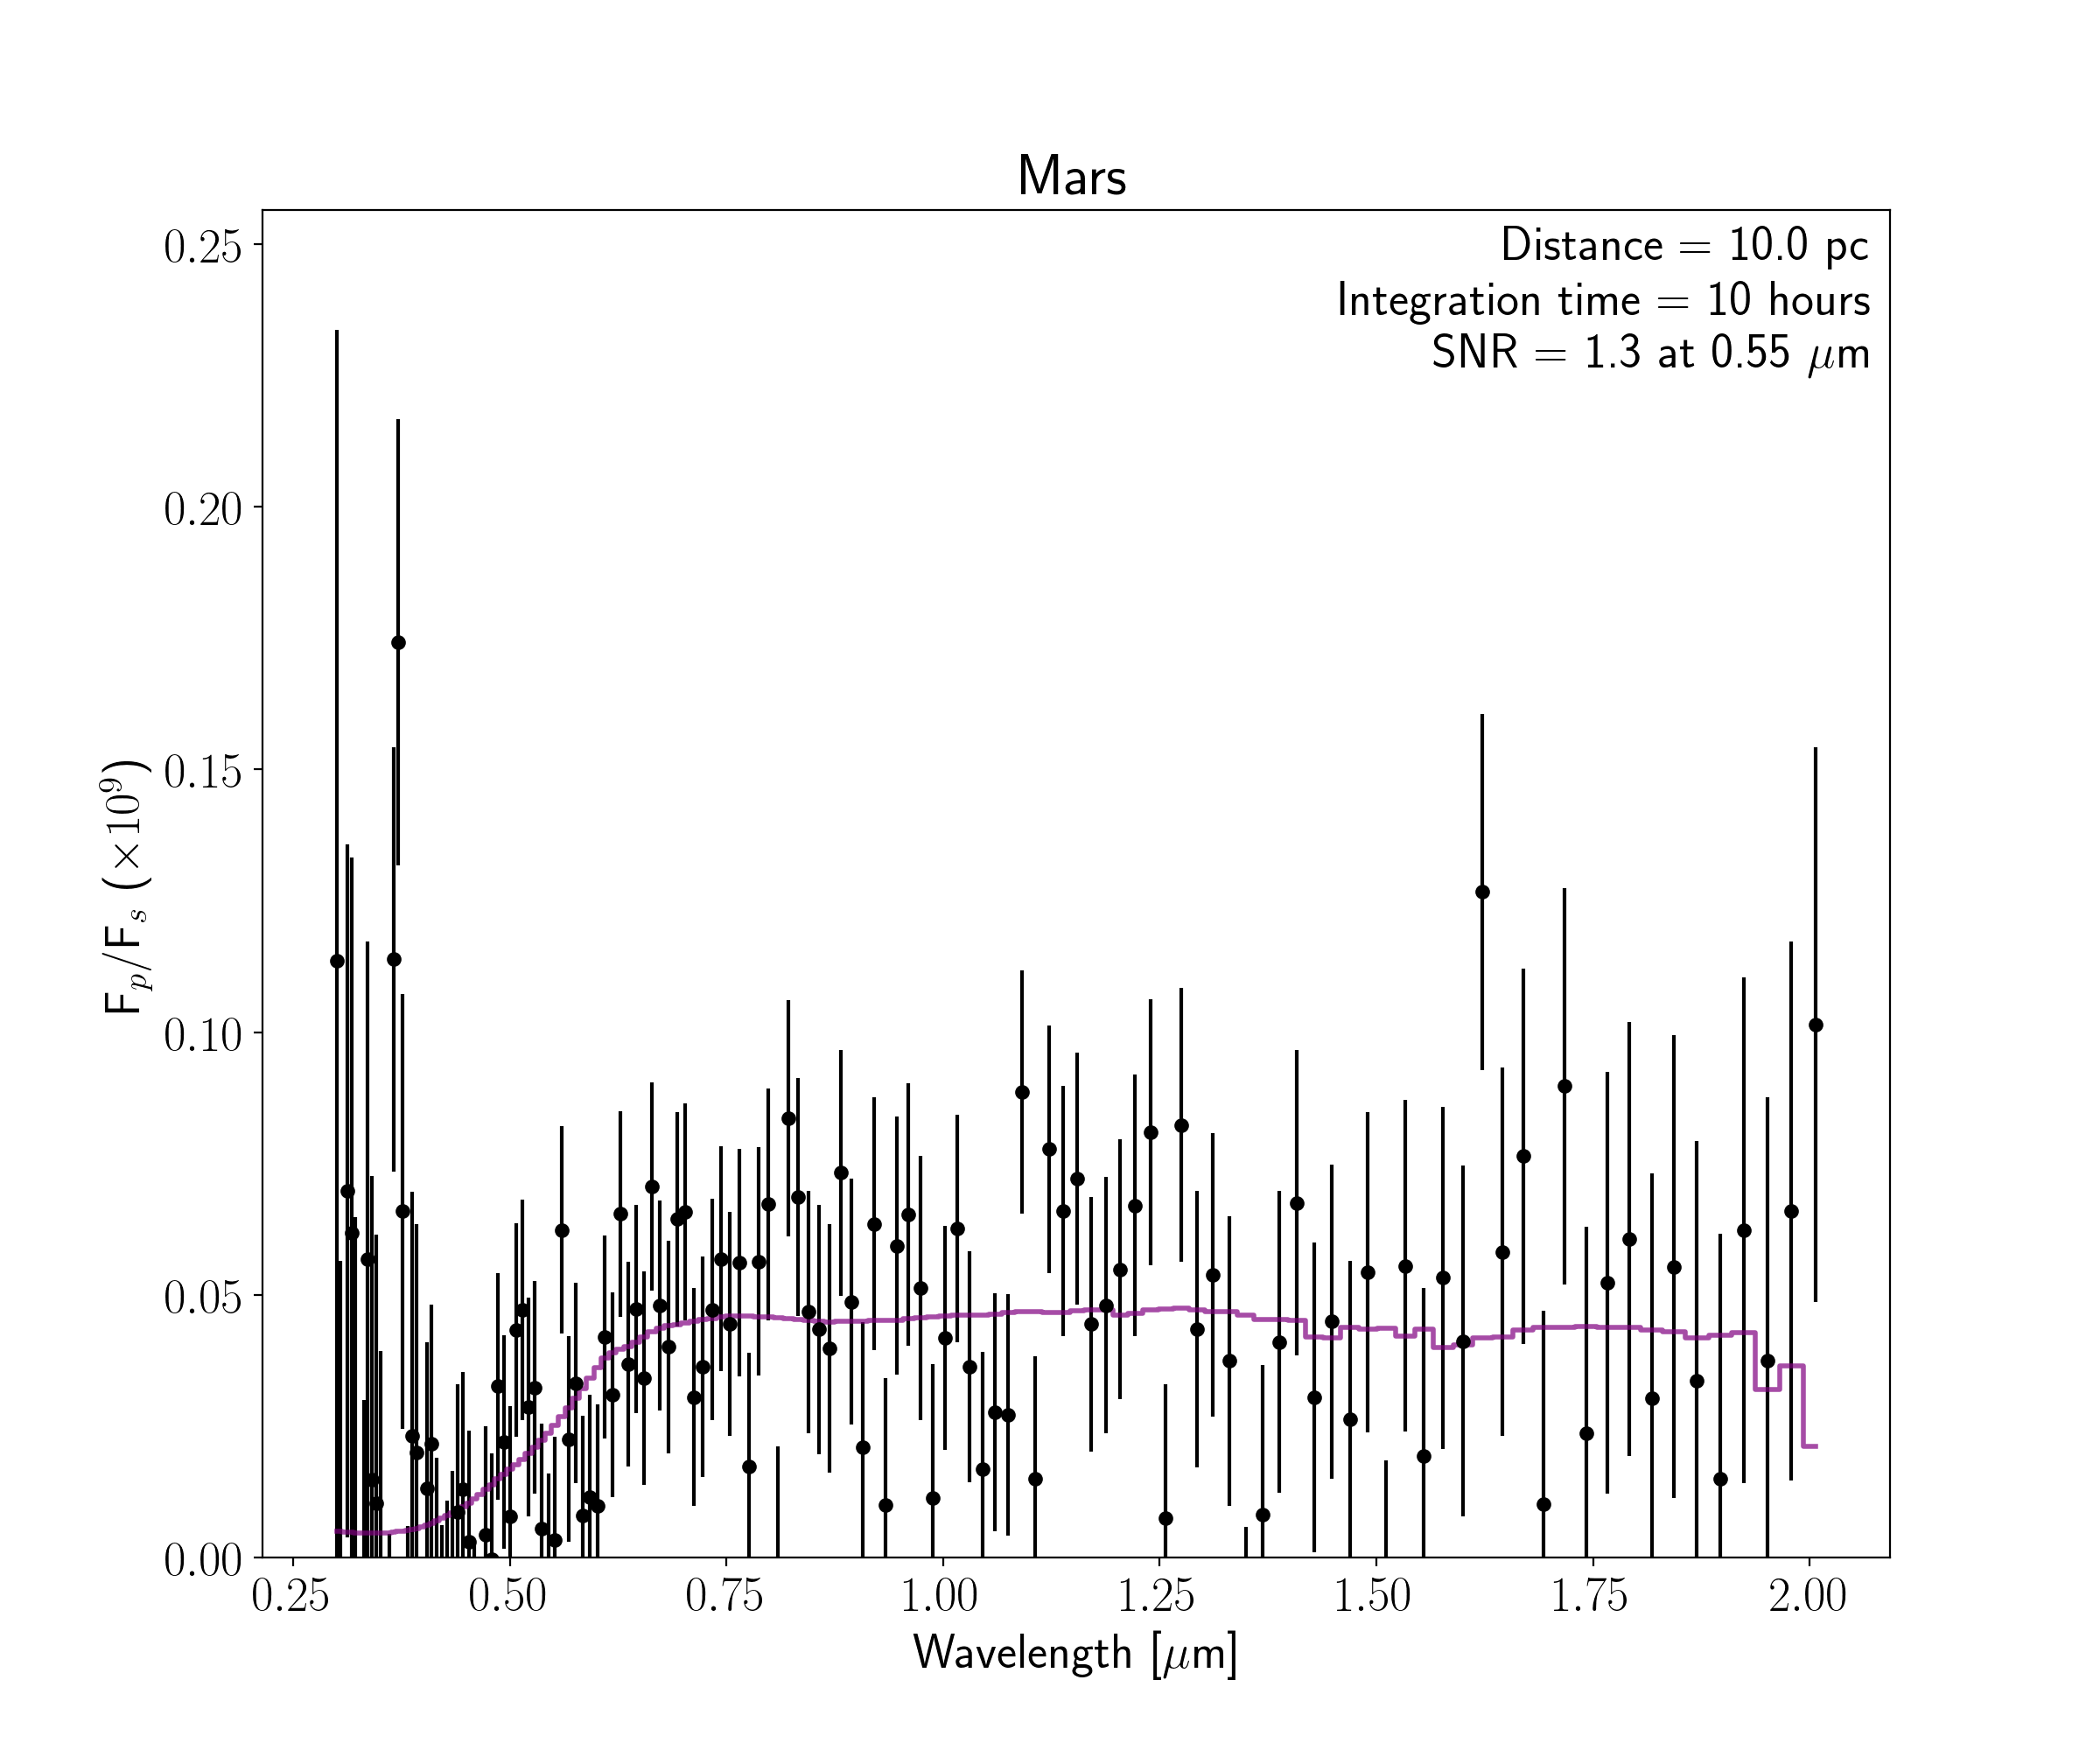 Mars
Distance = 10.0 pc
Integration time = 10 hours
SNR = 1.3 at 0.55 μm
F_p/F_s (×10⁹)
0.25
0.20
0.15
0.10
0.05
0.00
0.25 0.50 0.75 1.00 1.25 1.50 1.75 2.00
Wavelength [μm]